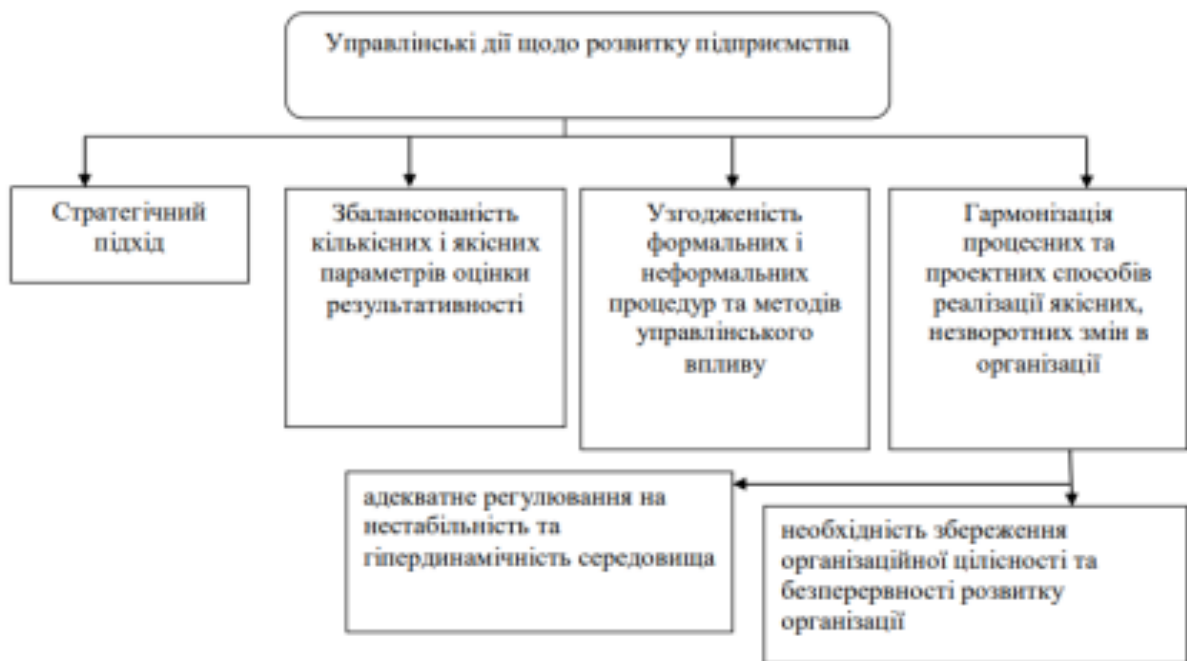 Управлінські дії щодо розвитку підприємства
Стратегічний
підхід
Збалансованість
кількісних і якісних
параметрів оцінки
результативності
Узгодженість
формальних і
неформальних
процедур та методів
управлінського
впливу
Гармонізація
процесних та
проектних способів
реалізації якісних,
незворотних змін в
організації
адекватне регулювання на
нестабільність та
гіпердинамічність середовища
необхідність збереження
організаційної цілісності та
безперервності розвитку
організації